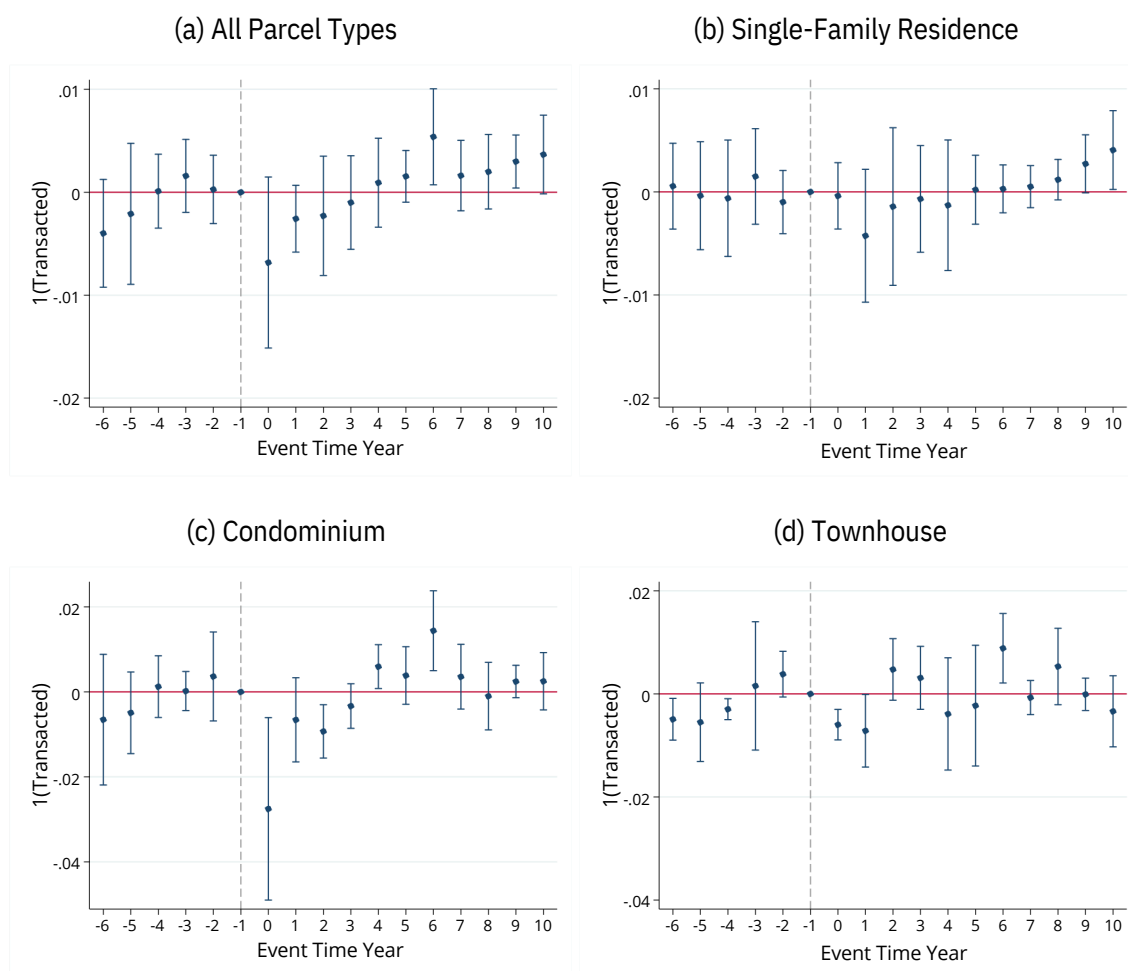 (a) All Parcel Types
.01
0
-.01
-.02
1(Transacted)
-6 -5 -4 -3 -2 -1 0 1 2 3 4 5 6 7 8 9 10
Event Time Year
(b) Single-Family Residence
.01
0
-.01
-.02
1(Transacted)
-6 -5 -4 -3 -2 -1 0 1 2 3 4 5 6 7 8 9 10
Event Time Year
(c) Condominium
.02
0
-.02
-.04
1(Transacted)
-6 -5 -4 -3 -2 -1 0 1 2 3 4 5 6 7 8 9 10
Event Time Year
(d) Townhouse
.02
0
-.02
-.04
1(Transacted)
-6 -5 -4 -3 -2 -1 0 1 2 3 4 5 6 7 8 9 10
Event Time Year